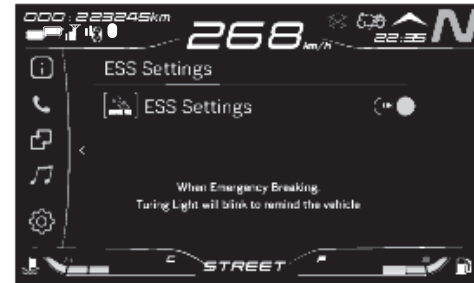 ODO: 223245km
268 km/h
22:35 N
ESS Settings
ESS Settings
When Emergency Breaking,
Turing Light will blink to remind the vehicle
C STREET F